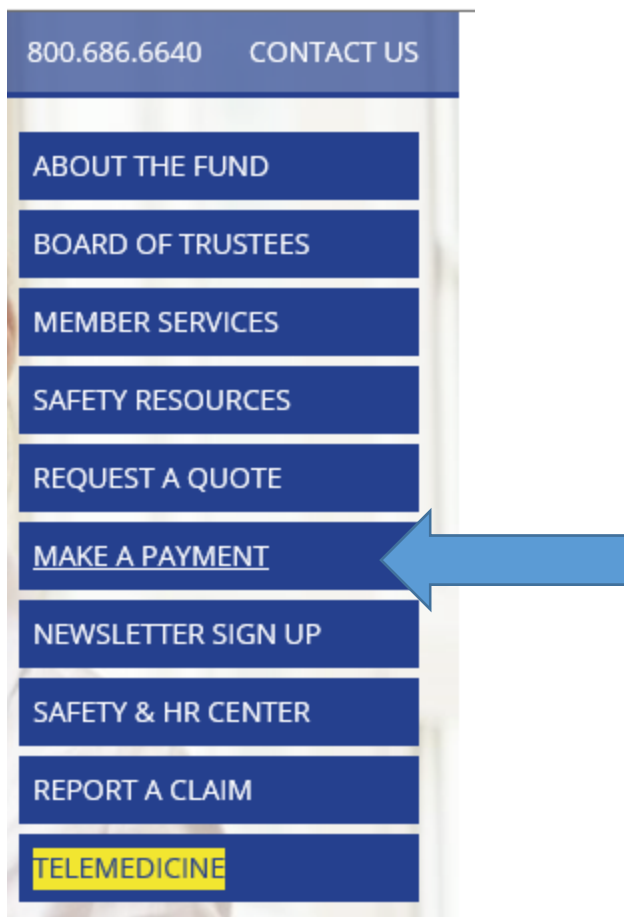 800.686.6640 CONTACT US
ABOUT THE FUND
BOARD OF TRUSTEES
MEMBER SERVICES
SAFETY RESOURCES
REQUEST A QUOTE
MAKE A PAYMENT
NEWSLETTER SIGN UP
SAFETY & HR CENTER
REPORT A CLAIM
TELEMEDICINE